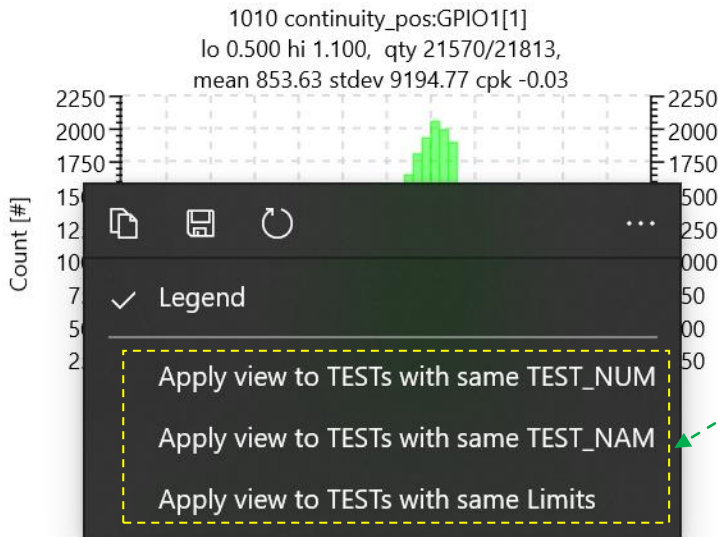 1010 continuity_pos:GPIO1[1]
lo 0.500 hi 1.100, qty 21570/21813,
mean 853.63 stdev 9194.77 cpk -0.03
2250 2250
2000 2000
1750 1750
Count [#]
Legend
Apply view to TESTs with same TEST_NUM
Apply view to TESTs with same TEST_NAM
Apply view to TESTs with same Limits